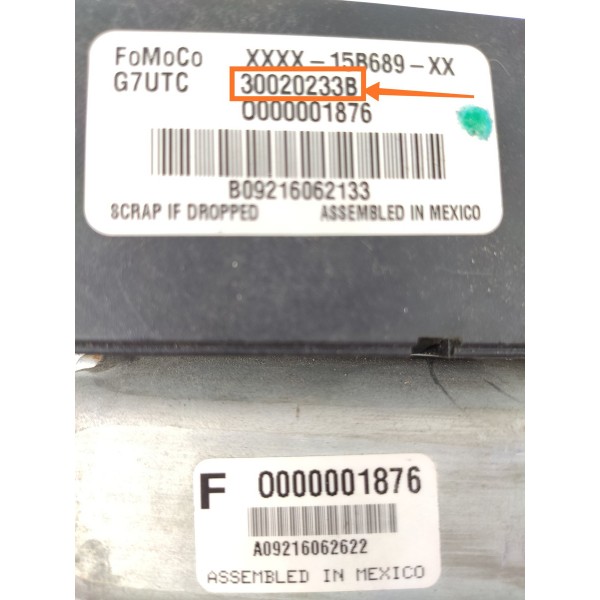 FoMoCo XXXX-15B689-XX
G7UTC 30020233B
0000001876
B09216062133
SCRAP IF DROPPED ASSEMBLED IN MEXICO
F 0000001876
A09216062622
ASSEMBLED IN MEXICO